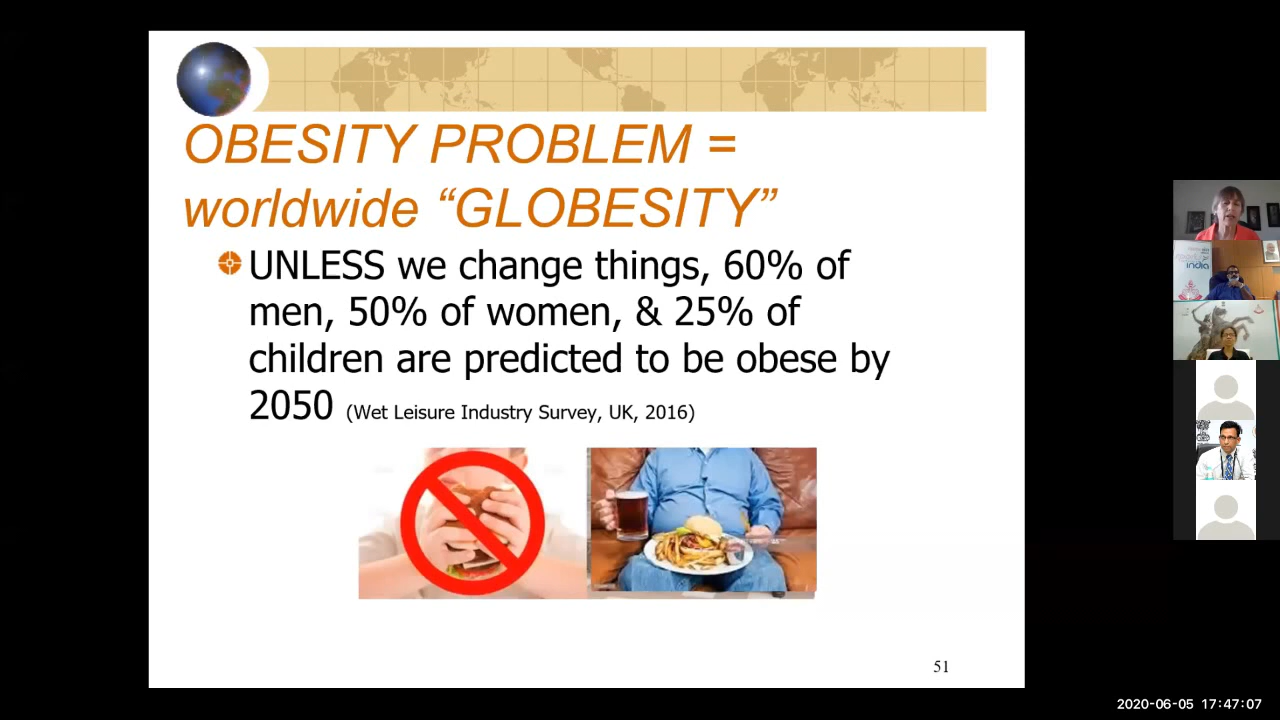 OBESITY PROBLEM =
worldwide “GLOBESITY”
UNLESS we change things, 60% of
men, 50% of women, & 25% of
children are predicted to be obese by
2050 (Wet Leisure Industry Survey, UK, 2016)
51
india
2020-06-05 17:47:07